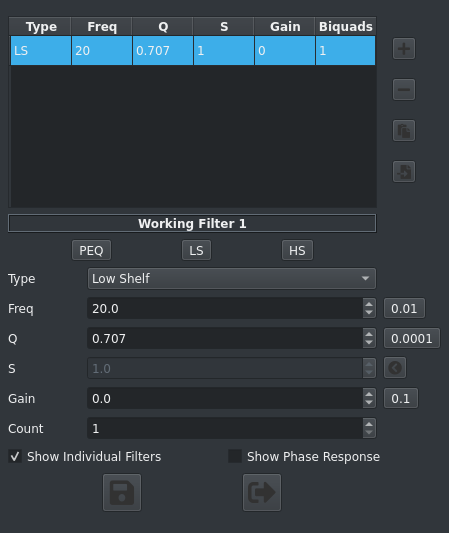 Type Freq Q S Gain Biquads
LS 20 0.707 1 0 1
Working Filter 1
PEQ LS HS
Type Low Shelf
Freq 20.0 0.01
Q 0.707 0.0001
S 1.0
Gain 0.0 0.1
Count 1
Show Individual Filters Show Phase Response